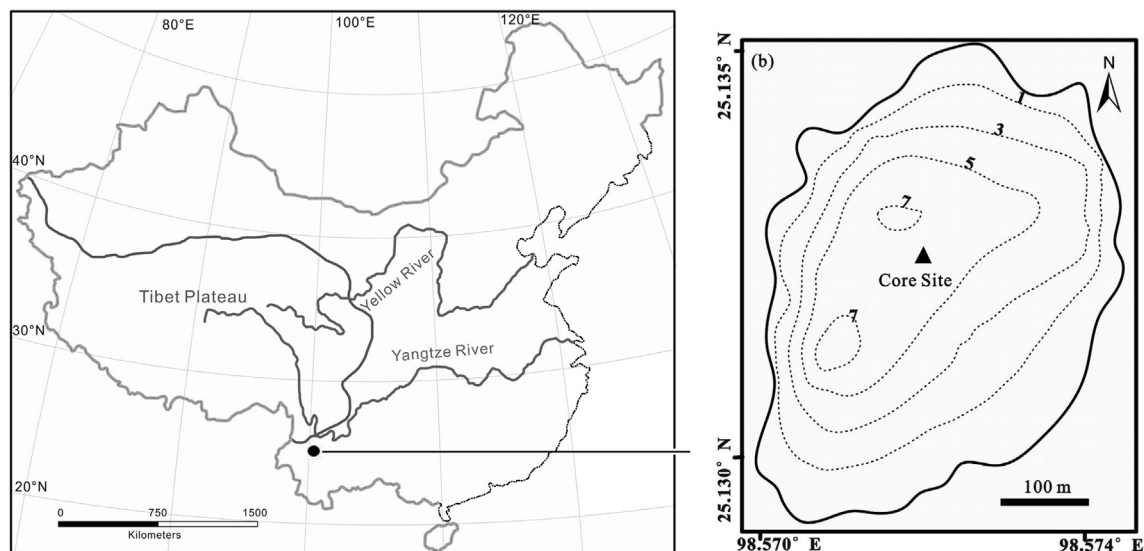 80°E
100°E
120°E
40°N
30°N
20°N
Tibet Plateau
Yellow River
Yangtze River
0 750 1500
Kilometers
(b)
N
25.135° N
25.130° N
1
3
5
7
7
Core Site
100 m
98.570° E
98.574° E